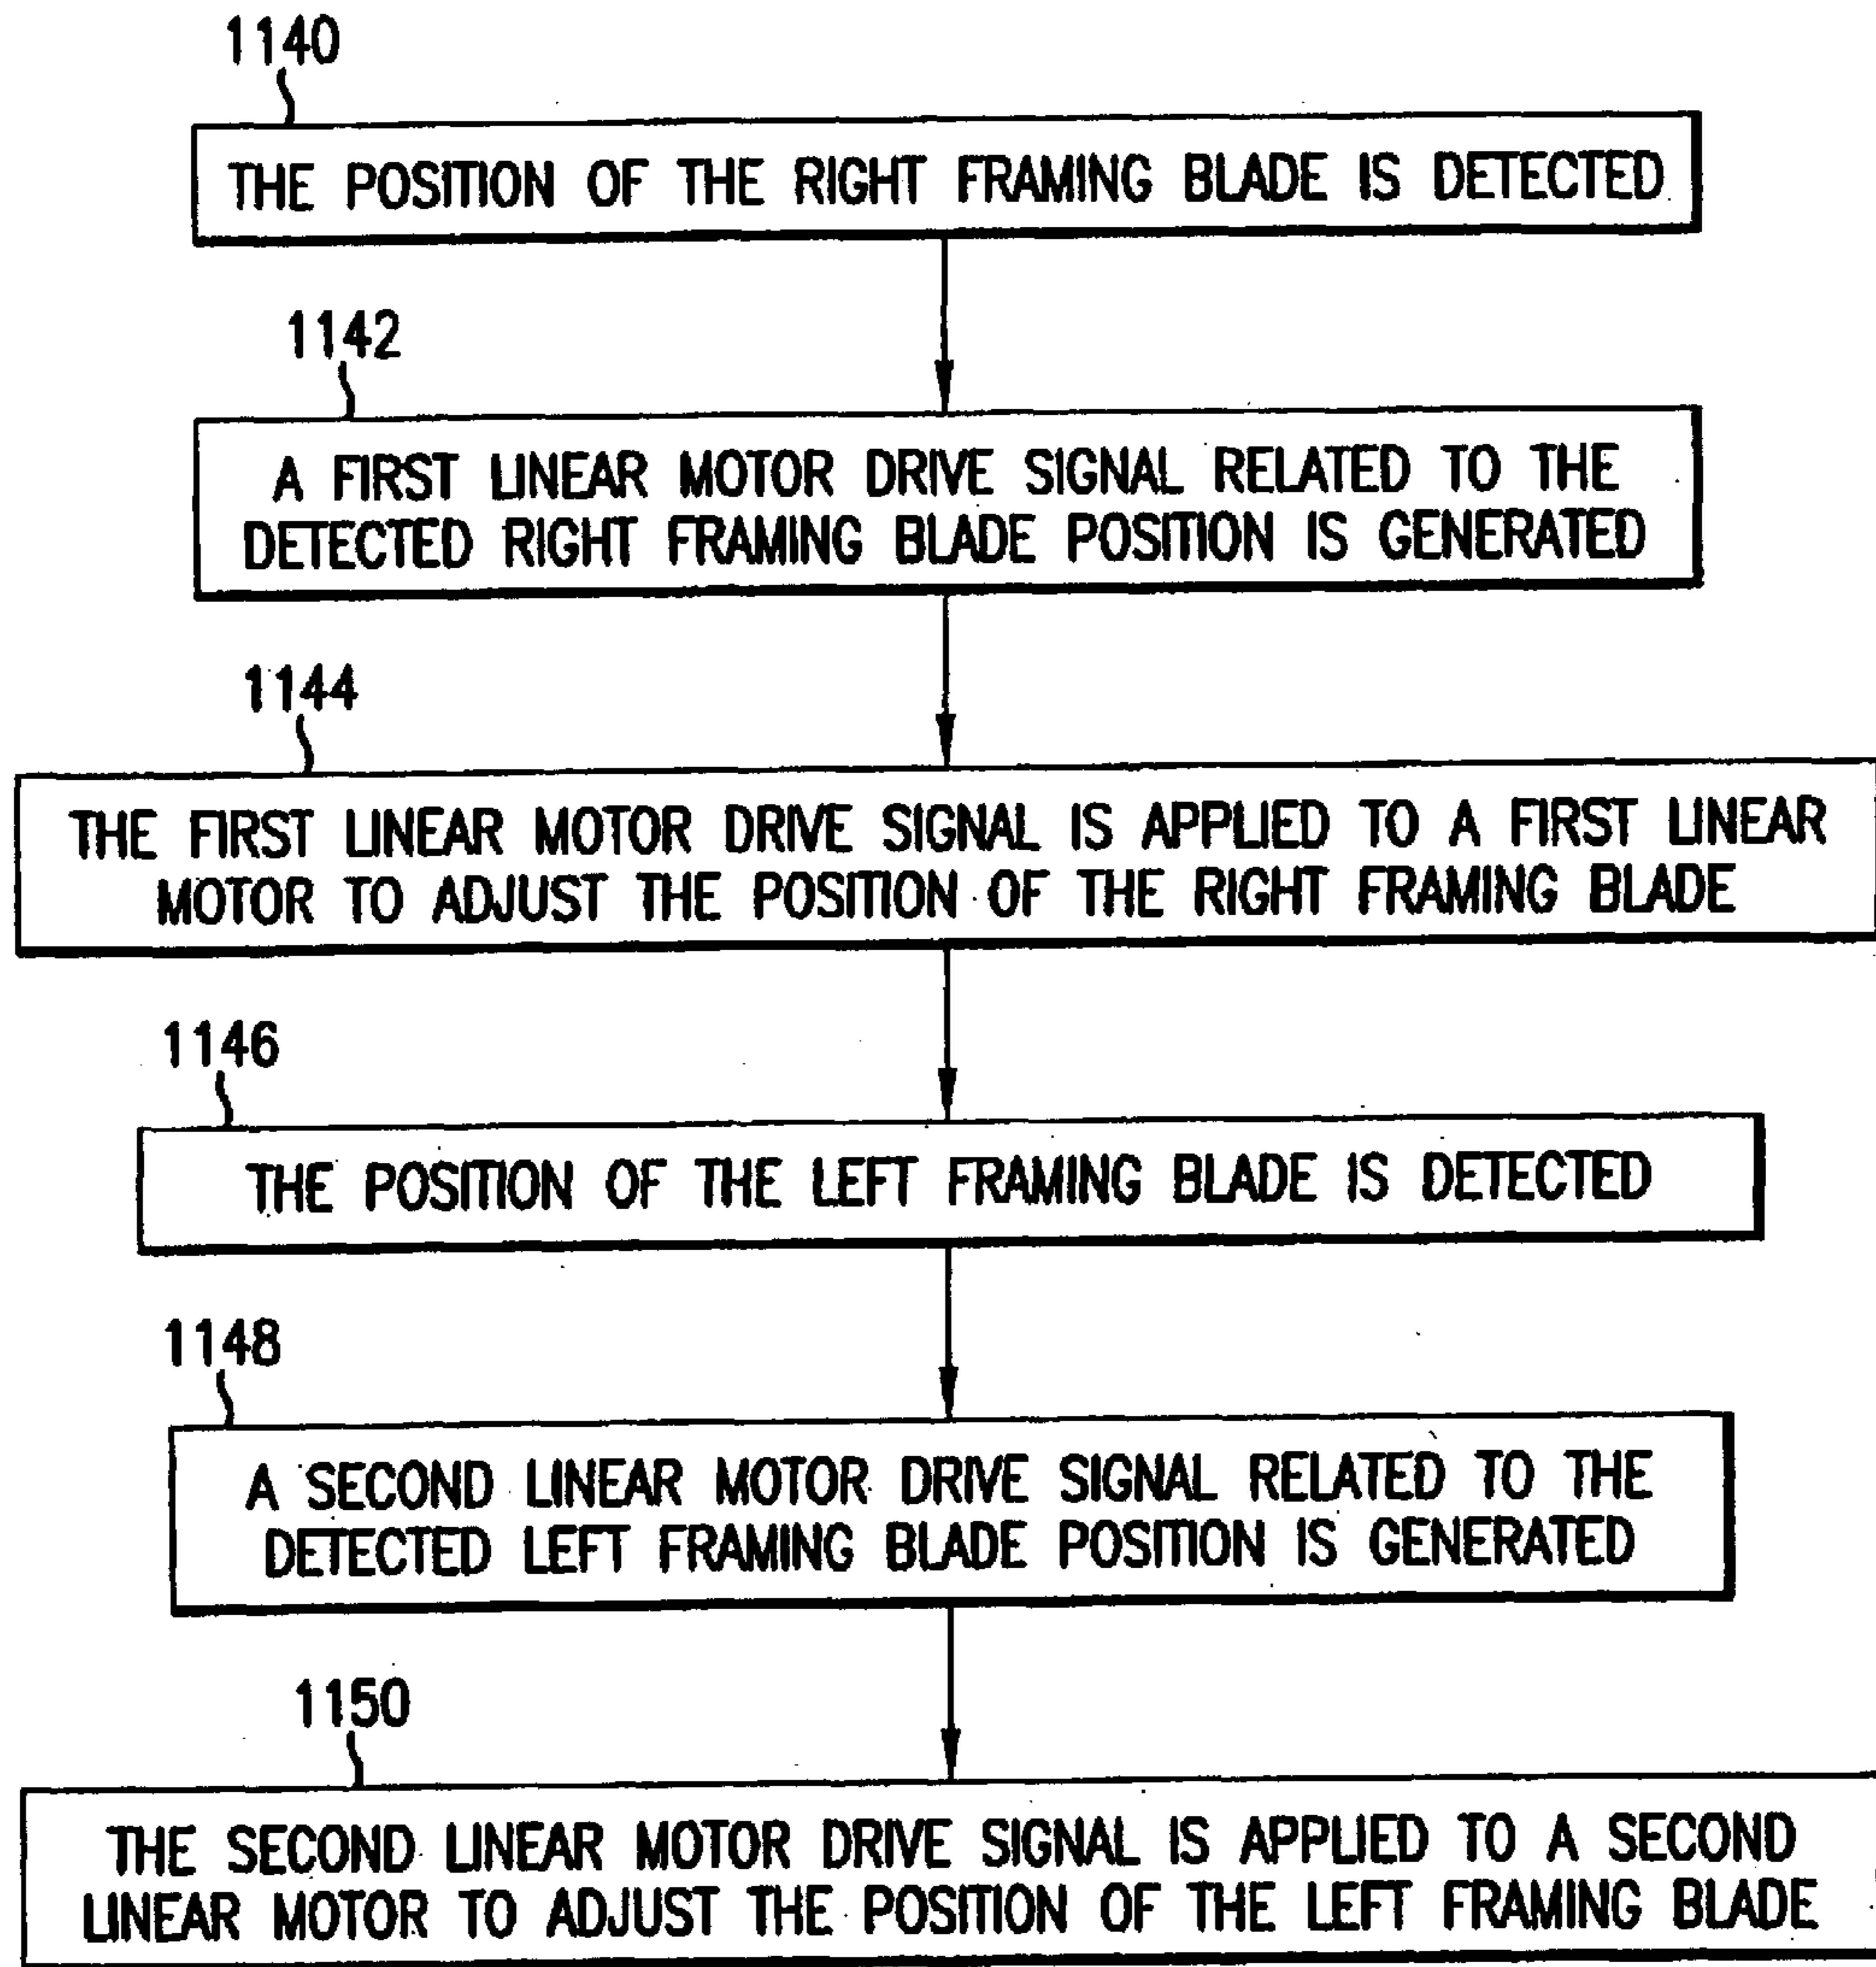 1140
THE POSITION OF THE RIGHT FRAMING BLADE IS DETECTED
1142
A FIRST LINEAR MOTOR DRIVE SIGNAL RELATED TO THE
DETECTED RIGHT FRAMING BLADE POSITION IS GENERATED
1144
THE FIRST LINEAR MOTOR DRIVE SIGNAL IS APPLIED TO A FIRST LINEAR
MOTOR TO ADJUST THE POSITION OF THE RIGHT FRAMING BLADE
1146
THE POSITION OF THE LEFT FRAMING BLADE IS DETECTED
1148
A SECOND LINEAR MOTOR DRIVE SIGNAL RELATED TO THE
DETECTED LEFT FRAMING BLADE POSITION IS GENERATED
1150
THE SECOND LINEAR MOTOR DRIVE SIGNAL IS APPLIED TO A SECOND
LINEAR MOTOR TO ADJUST THE POSITION OF THE LEFT FRAMING BLADE